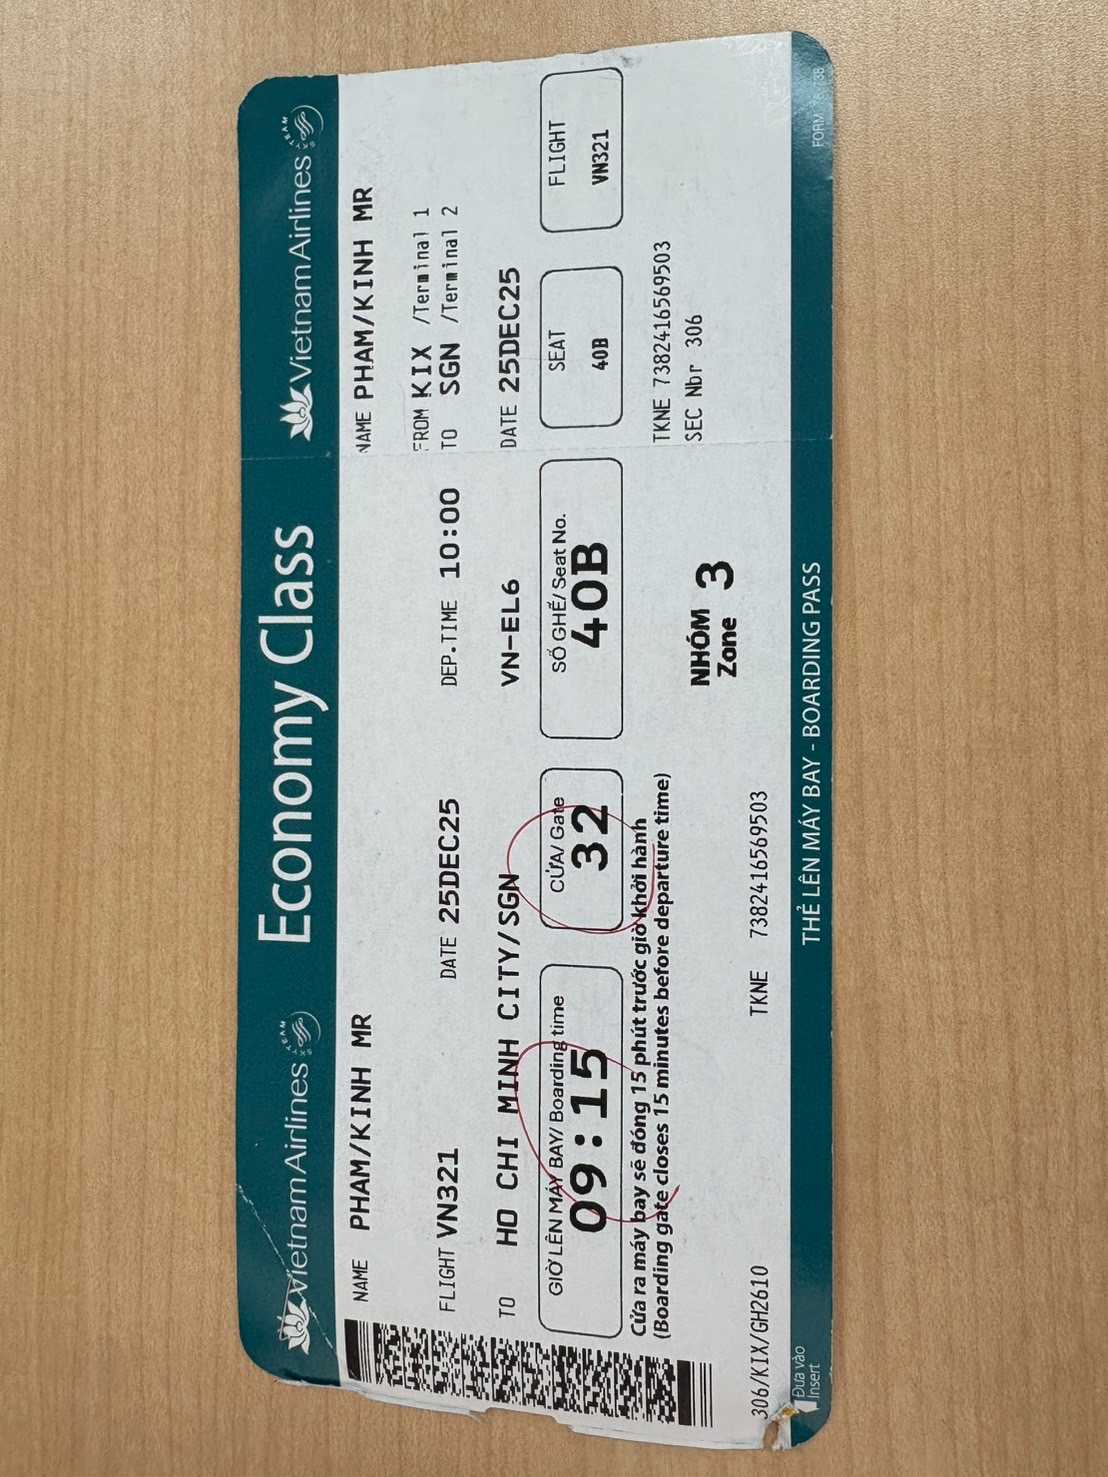 Vietnam Airlines SKYTEAM
Economy Class
Vietnam Airlines SKYTEAM
NAME PHAM/KINH MR
FLIGHT VN321 DATE 25DEC25 DEP.TIME 10:00
TO HO CHI MINH CITY/SGN VN-EL6
GIỜ LÊN MÁY BAY/ Boarding time
09:15
CỬA/ Gate
32
SỐ GHẾ/ Seat No.
40B
Cửa ra máy bay sẽ đóng 15 phút trước giờ khởi hành
(Boarding gate closes 15 minutes before departure time)
NHÓM
Zone 3
306/KIX/GH2610 TKNE 7382416569503
Đưa vào
Insert
THẺ LÊN MÁY BAY - BOARDING PASS
NAME PHAM/KINH MR
FROM KIX /Terminal 1
TO SGN /Terminal 2
DATE 25DEC25
SEAT
40B
FLIGHT
VN321
TKNE 7382416569503
SEC Nbr 306
FORM